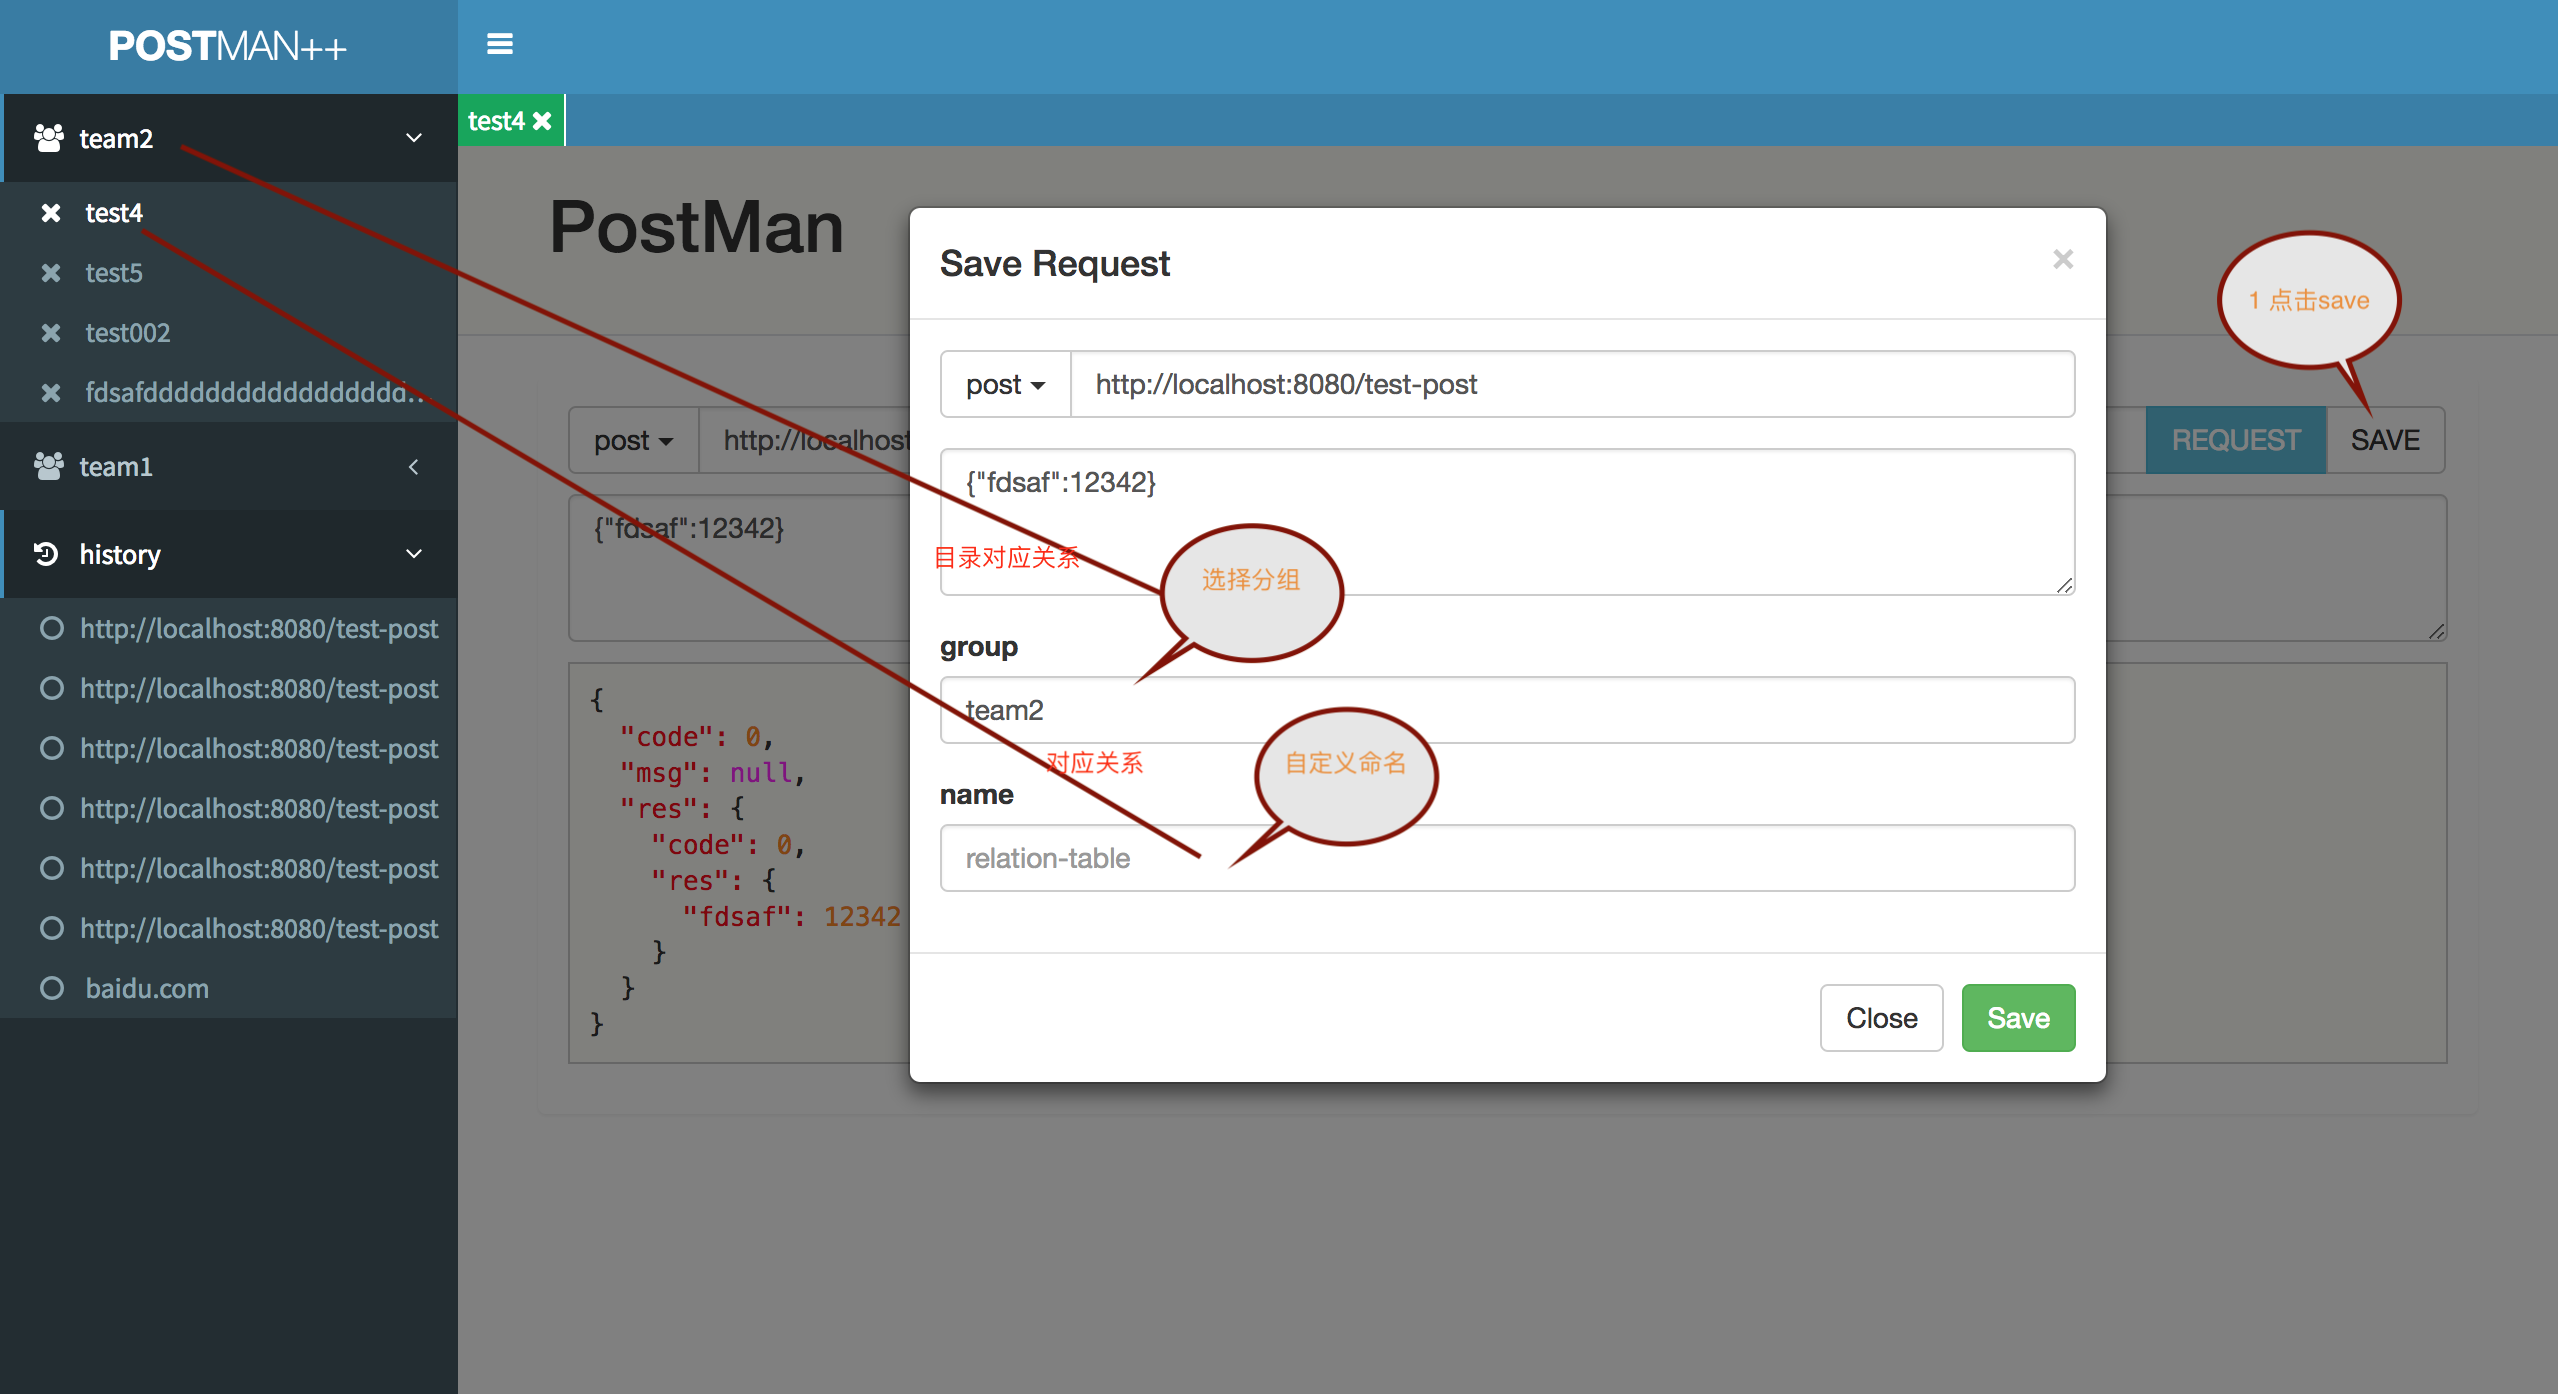 POSTMAN++
team2
test4
test5
test002
fdsafddddddddddddddddd...
team1
history
http://localhost:8080/test-post
http://localhost:8080/test-post
http://localhost:8080/test-post
http://localhost:8080/test-post
http://localhost:8080/test-post
http://localhost:8080/test-post
baidu.com
test4
PostMan
post
http://localhost
REQUEST
SAVE
{"fdsaf":12342}
{
"code": 0,
"msg": null,
"res": {
"code": 0,
"res": {
"fdsaf": 12342
}
}
}
1 点击save
Save Request
×
post
http://localhost:8080/test-post
{"fdsaf":12342}
目录对应关系
选择分组
group
team2
对应关系
自定义命名
name
relation-table
Close
Save